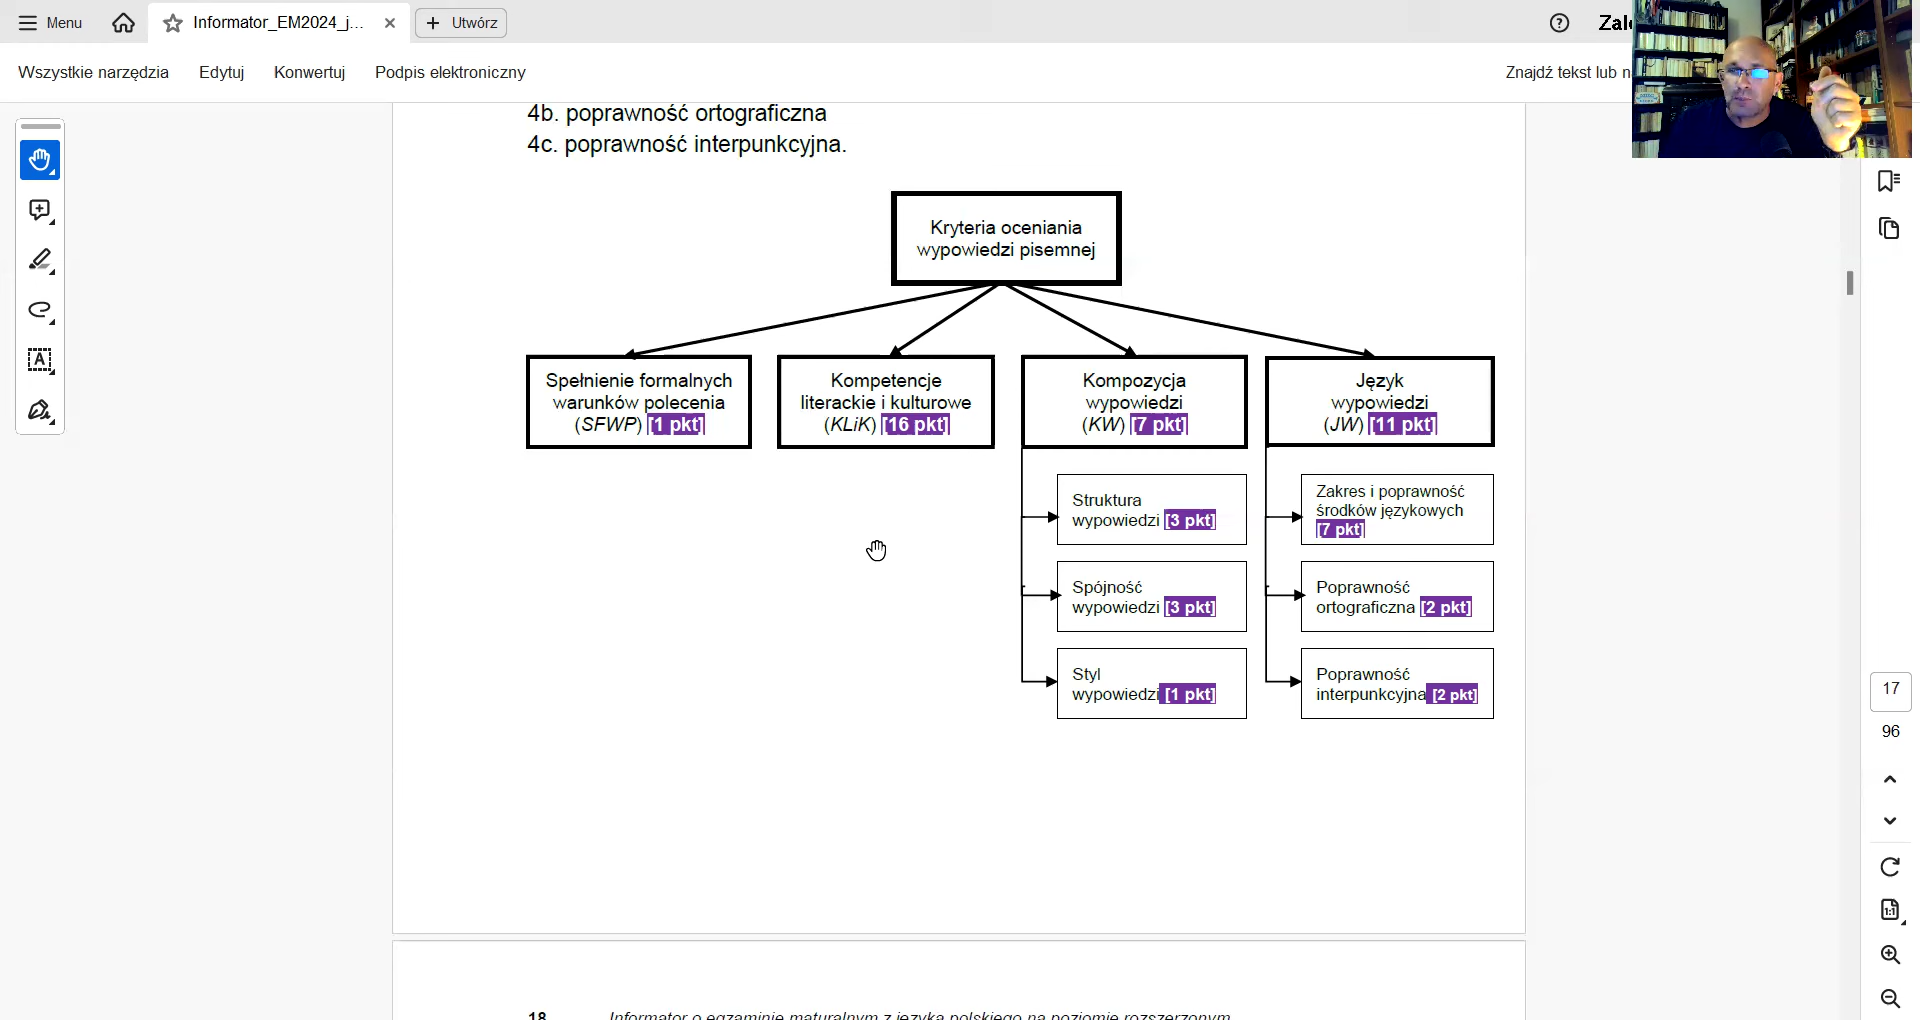 Menu
Informator_EM2024_j...
Utwórz
Zal
Wszystkie narzędzia
Edytuj
Konwertuj
Podpis elektroniczny
Znajdź tekst lub n
4b. poprawność ortograficzna
4c. poprawność interpunkcyjna.
Kryteria oceniania
wypowiedzi pisemnej
Spełnienie formalnych
warunków polecenia
(SFWP) [1 pkt]
Kompetencje
literackie i kulturowe
(KLiK) [16 pkt]
Kompozycja
wypowiedzi
(KW) [7 pkt]
Język
wypowiedzi
(JW) [11 pkt]
Struktura
wypowiedzi [3 pkt]
Spójność
wypowiedzi [3 pkt]
Styl
wypowiedzi [1 pkt]
Zakres i poprawność
środków językowych
[7 pkt]
Poprawność
ortograficzna [2 pkt]
Poprawność
interpunkcyjna [2 pkt]
17
96
18 Informator o egzaminie maturalnym z języka polskiego na poziomie rozszerzonym